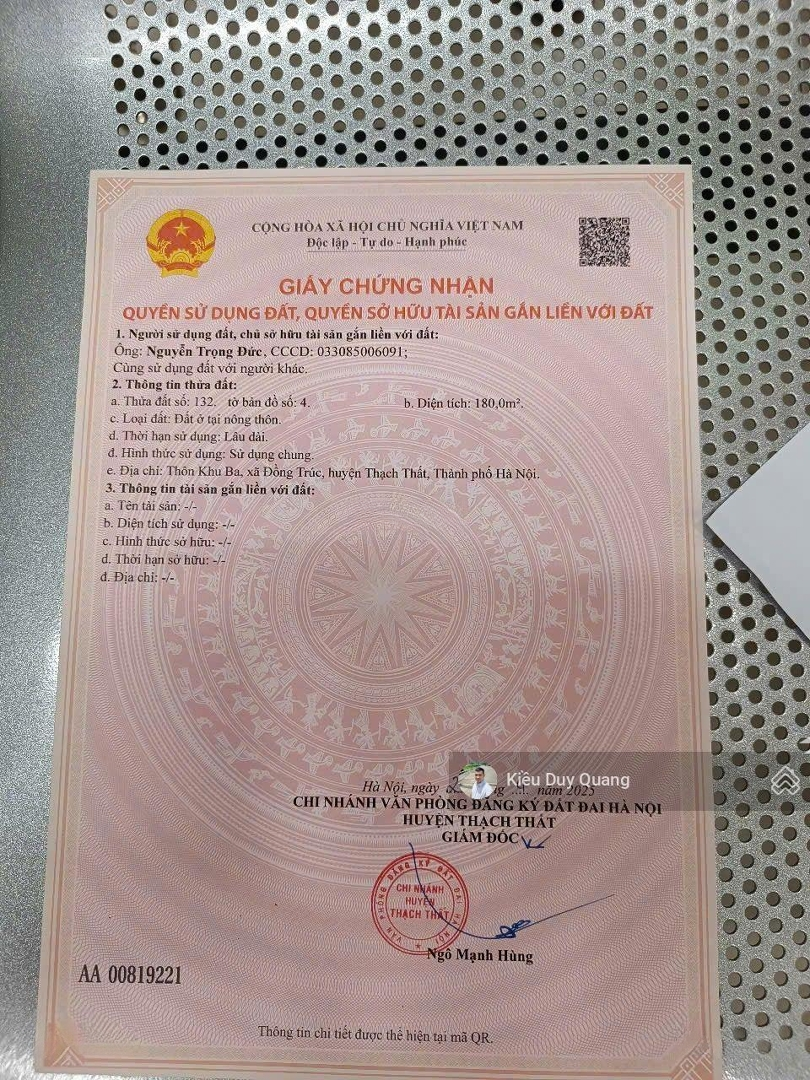 CỘNG HÒA XÃ HỘI CHỦ NGHĨA VIỆT NAM
Độc lập - Tự do - Hạnh phúc
GIẤY CHỨNG NHẬN
QUYỀN SỬ DỤNG ĐẤT, QUYỀN SỞ HỮU TÀI SẢN GẮN LIỀN VỚI ĐẤT
1. Người sử dụng đất, chủ sở hữu tài sản gắn liền với đất:
Ông: Nguyễn Trọng Đức, CCCD: 033085006091;
Cùng sử dụng đất với người khác.
2. Thông tin thửa đất:
a. Thửa đất số: 132. tờ bản đồ số: 4. b. Diện tích: 180,0m².
c. Loại đất: Đất ở tại nông thôn.
d. Thời hạn sử dụng: Lâu dài.
đ. Hình thức sử dụng: Sử dụng chung.
e. Địa chỉ: Thôn Khu Ba, xã Đồng Trúc, huyện Thạch Thất, Thành phố Hà Nội.
3. Thông tin tài sản gắn liền với đất:
a. Tên tài sản: -/-
b. Diện tích sử dụng: -/-
c. Hình thức sở hữu: -/-
d. Thời hạn sở hữu: -/-
đ. Địa chỉ: -/-
Kiều Duy Quang
Hà Nội, ngày năm 2025
CHI NHÁNH VĂN PHÒNG ĐĂNG KÝ ĐẤT ĐAI HÀ NỘI
HUYỆN THẠCH THẤT
GIÁM ĐỐC
VĂN PHÒNG ĐĂNG KÝ ĐẤT ĐAI HÀ NỘI
CHI NHÁNH
HUYỆN
THẠCH THẤT
Ngô Mạnh Hùng
AA 00819221
Thông tin chi tiết được thể hiện tại mã QR.